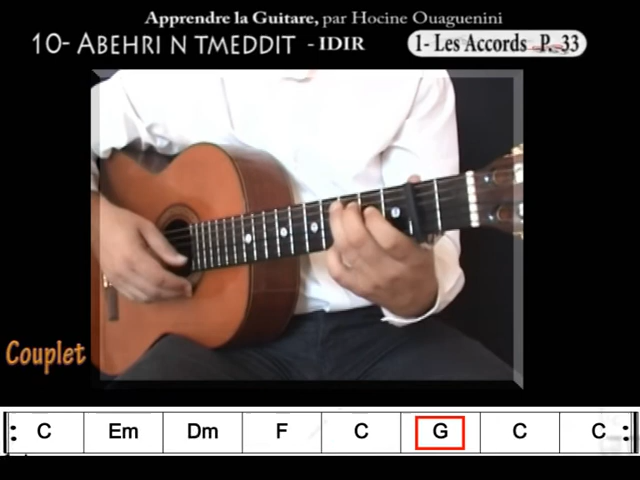 Apprendre la Guitare, par Hocine Ouaguenini
10- ABEHRI N TMEDDIT - IDIR
1- Les Accords P. 33
Couplet
C Em Dm F C G C C